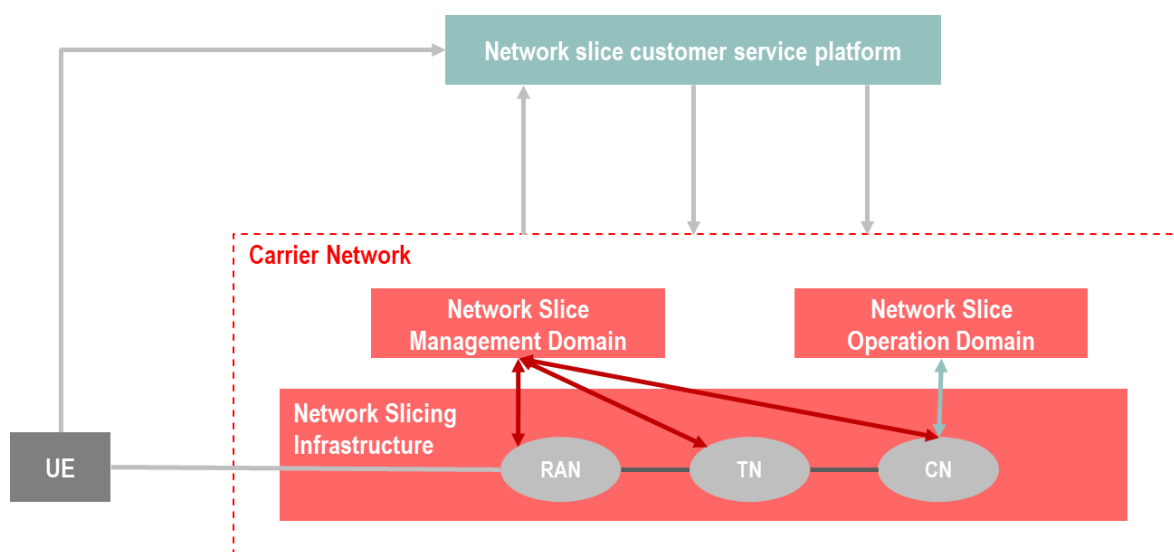 Network slice customer service platform
Carrier Network
Network Slice
Management Domain
Network Slice
Operation Domain
Network Slicing
Infrastructure
UE
RAN
TN
CN